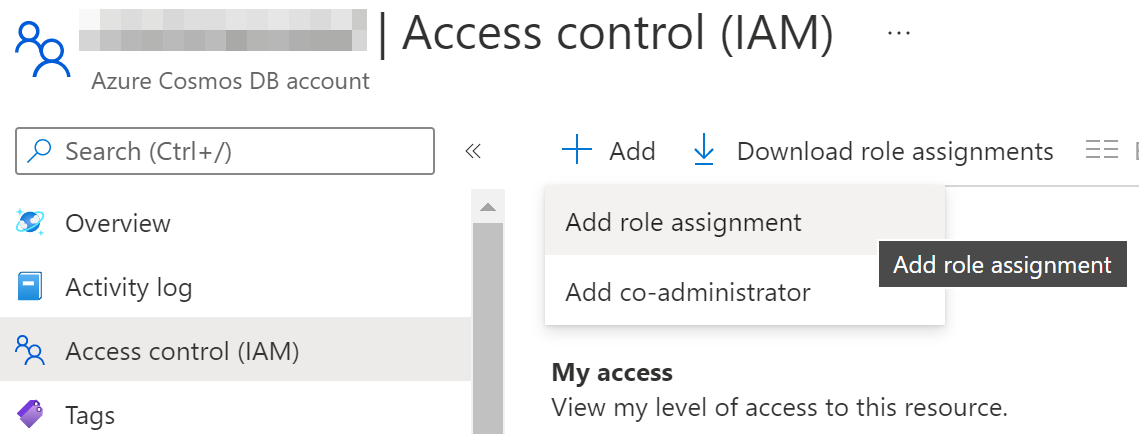 | Access control (IAM) ...
Azure Cosmos DB account
Search (Ctrl+/)
«
Add
Download role assignments
Overview
Add role assignment
Add role assignment
Activity log
Add co-administrator
Access control (IAM)
My access
Tags
View my level of access to this resource.